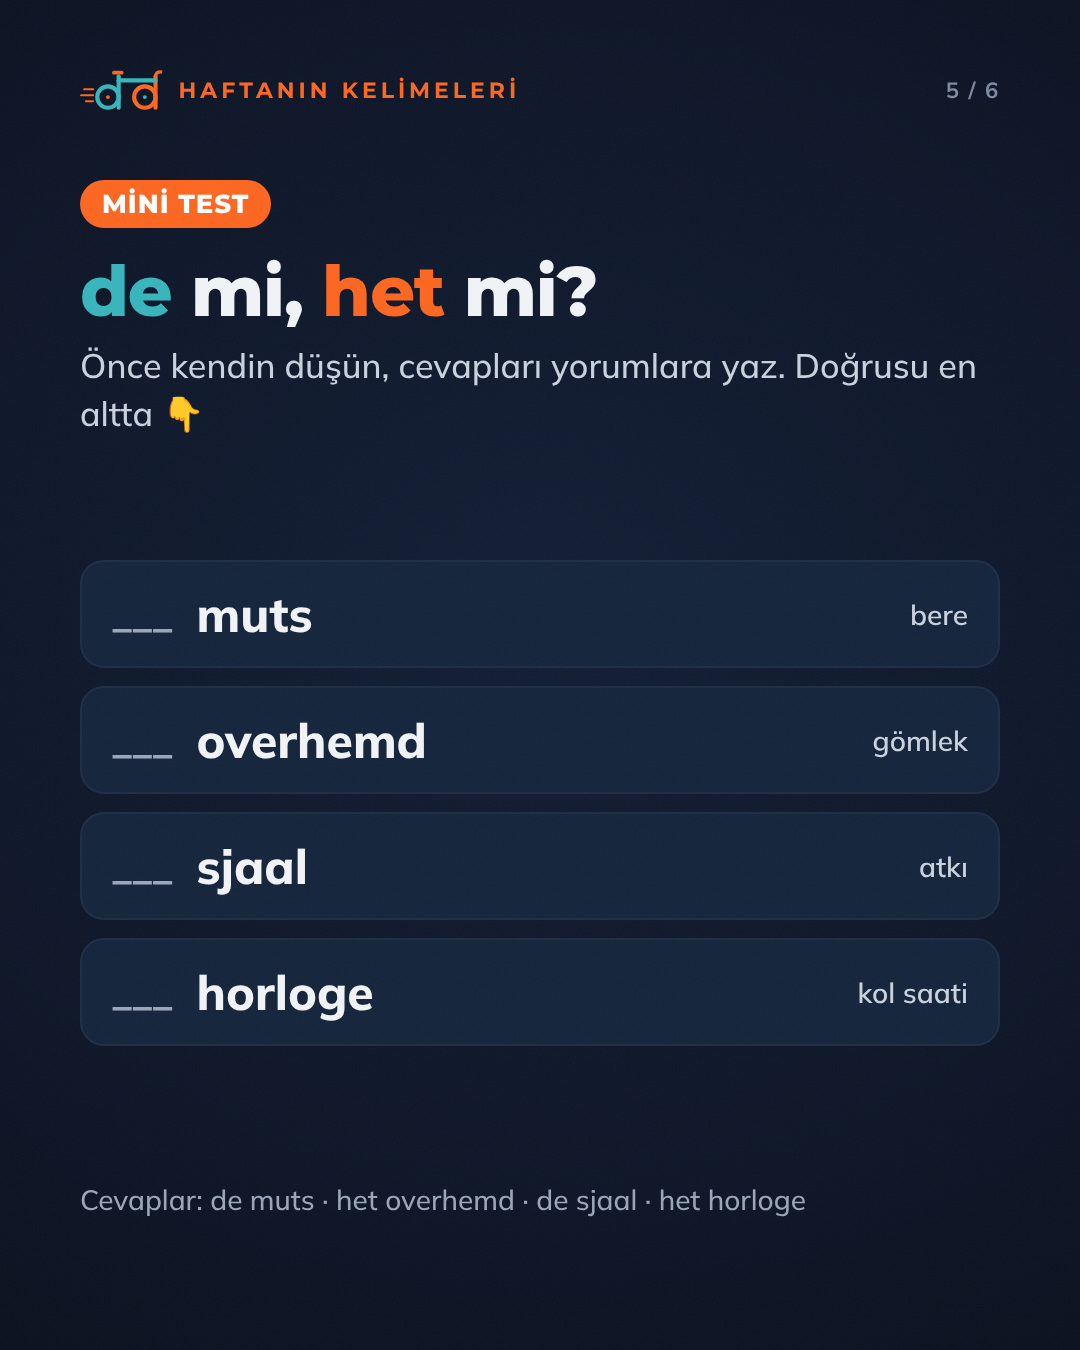 HAFTANIN KELİMELERİ
5 / 6
MİNİ TEST
de mi, het mi?
Önce kendin düşün, cevapları yorumlara yaz. Doğrusu en
altta 👇
___ muts
bere
___ overhemd
gömlek
___ sjaal
atkı
___ horloge
kol saati
Cevaplar: de muts · het overhemd · de sjaal · het horloge